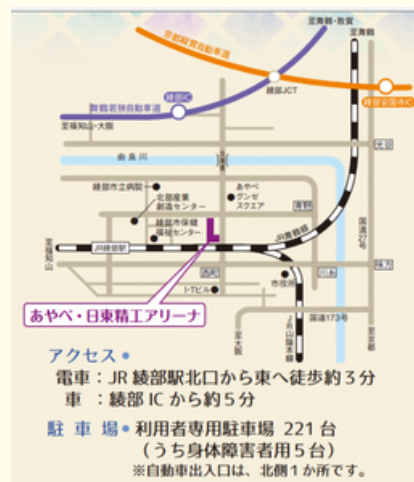 至舞鶴・敦賀
至舞鶴
京都縦貫自動車道
綾部JCT
綾部安国寺IC
綾部IC
舞鶴若狭自動車道
至福知山・大阪
由良川
綾部市立病院
北部産業
創造センター
あやべ
グンゼ
スクエア
青野
綾部市保健
福祉センター
JR舞鶴線
国道27号
味方
至福知山
JR綾部駅
西町
I・Tビル
市役所
あやべ・日東精工アリーナ
JR山陰本線
国道173号
至大阪
至京都
アクセス
電車:JR綾部駅北口から東へ徒歩約3分
車 :綾部ICから約5分
駐車場 利用者専用駐車場 221台
(うち身体障害者用5台)
※自動車出入口は、北側1か所です。